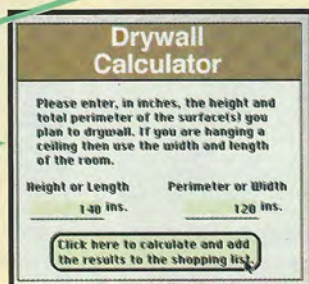 Drywall
Calculator
Please enter, in inches, the height and
total perimeter of the surface(s) you
plan to drywall. If you are hanging a
ceiling then use the width and length
of the room.
Height or Length Perimeter or Width
140 ins. 120 ins.
Click here to calculate and add
the results to the shopping list.